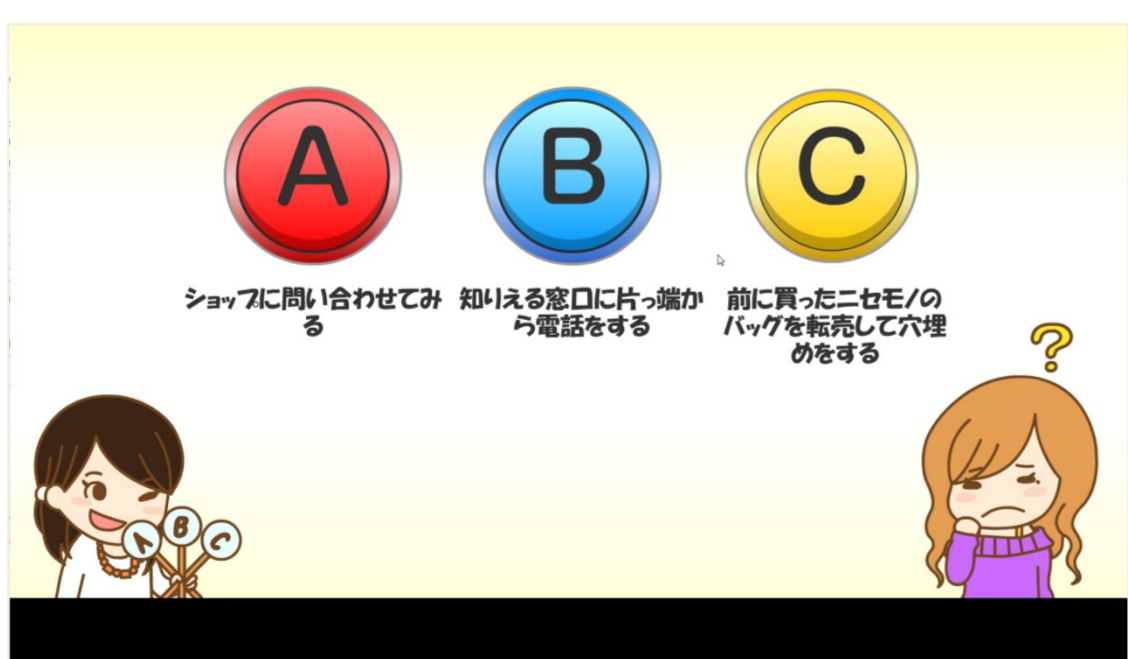 A
B
C
ショップに問い合わせてみ
る
知りえる窓口に片っ端か
ら電話をする
前に買ったニセモノの
バッグを転売して穴埋
めをする
?
A
B
C